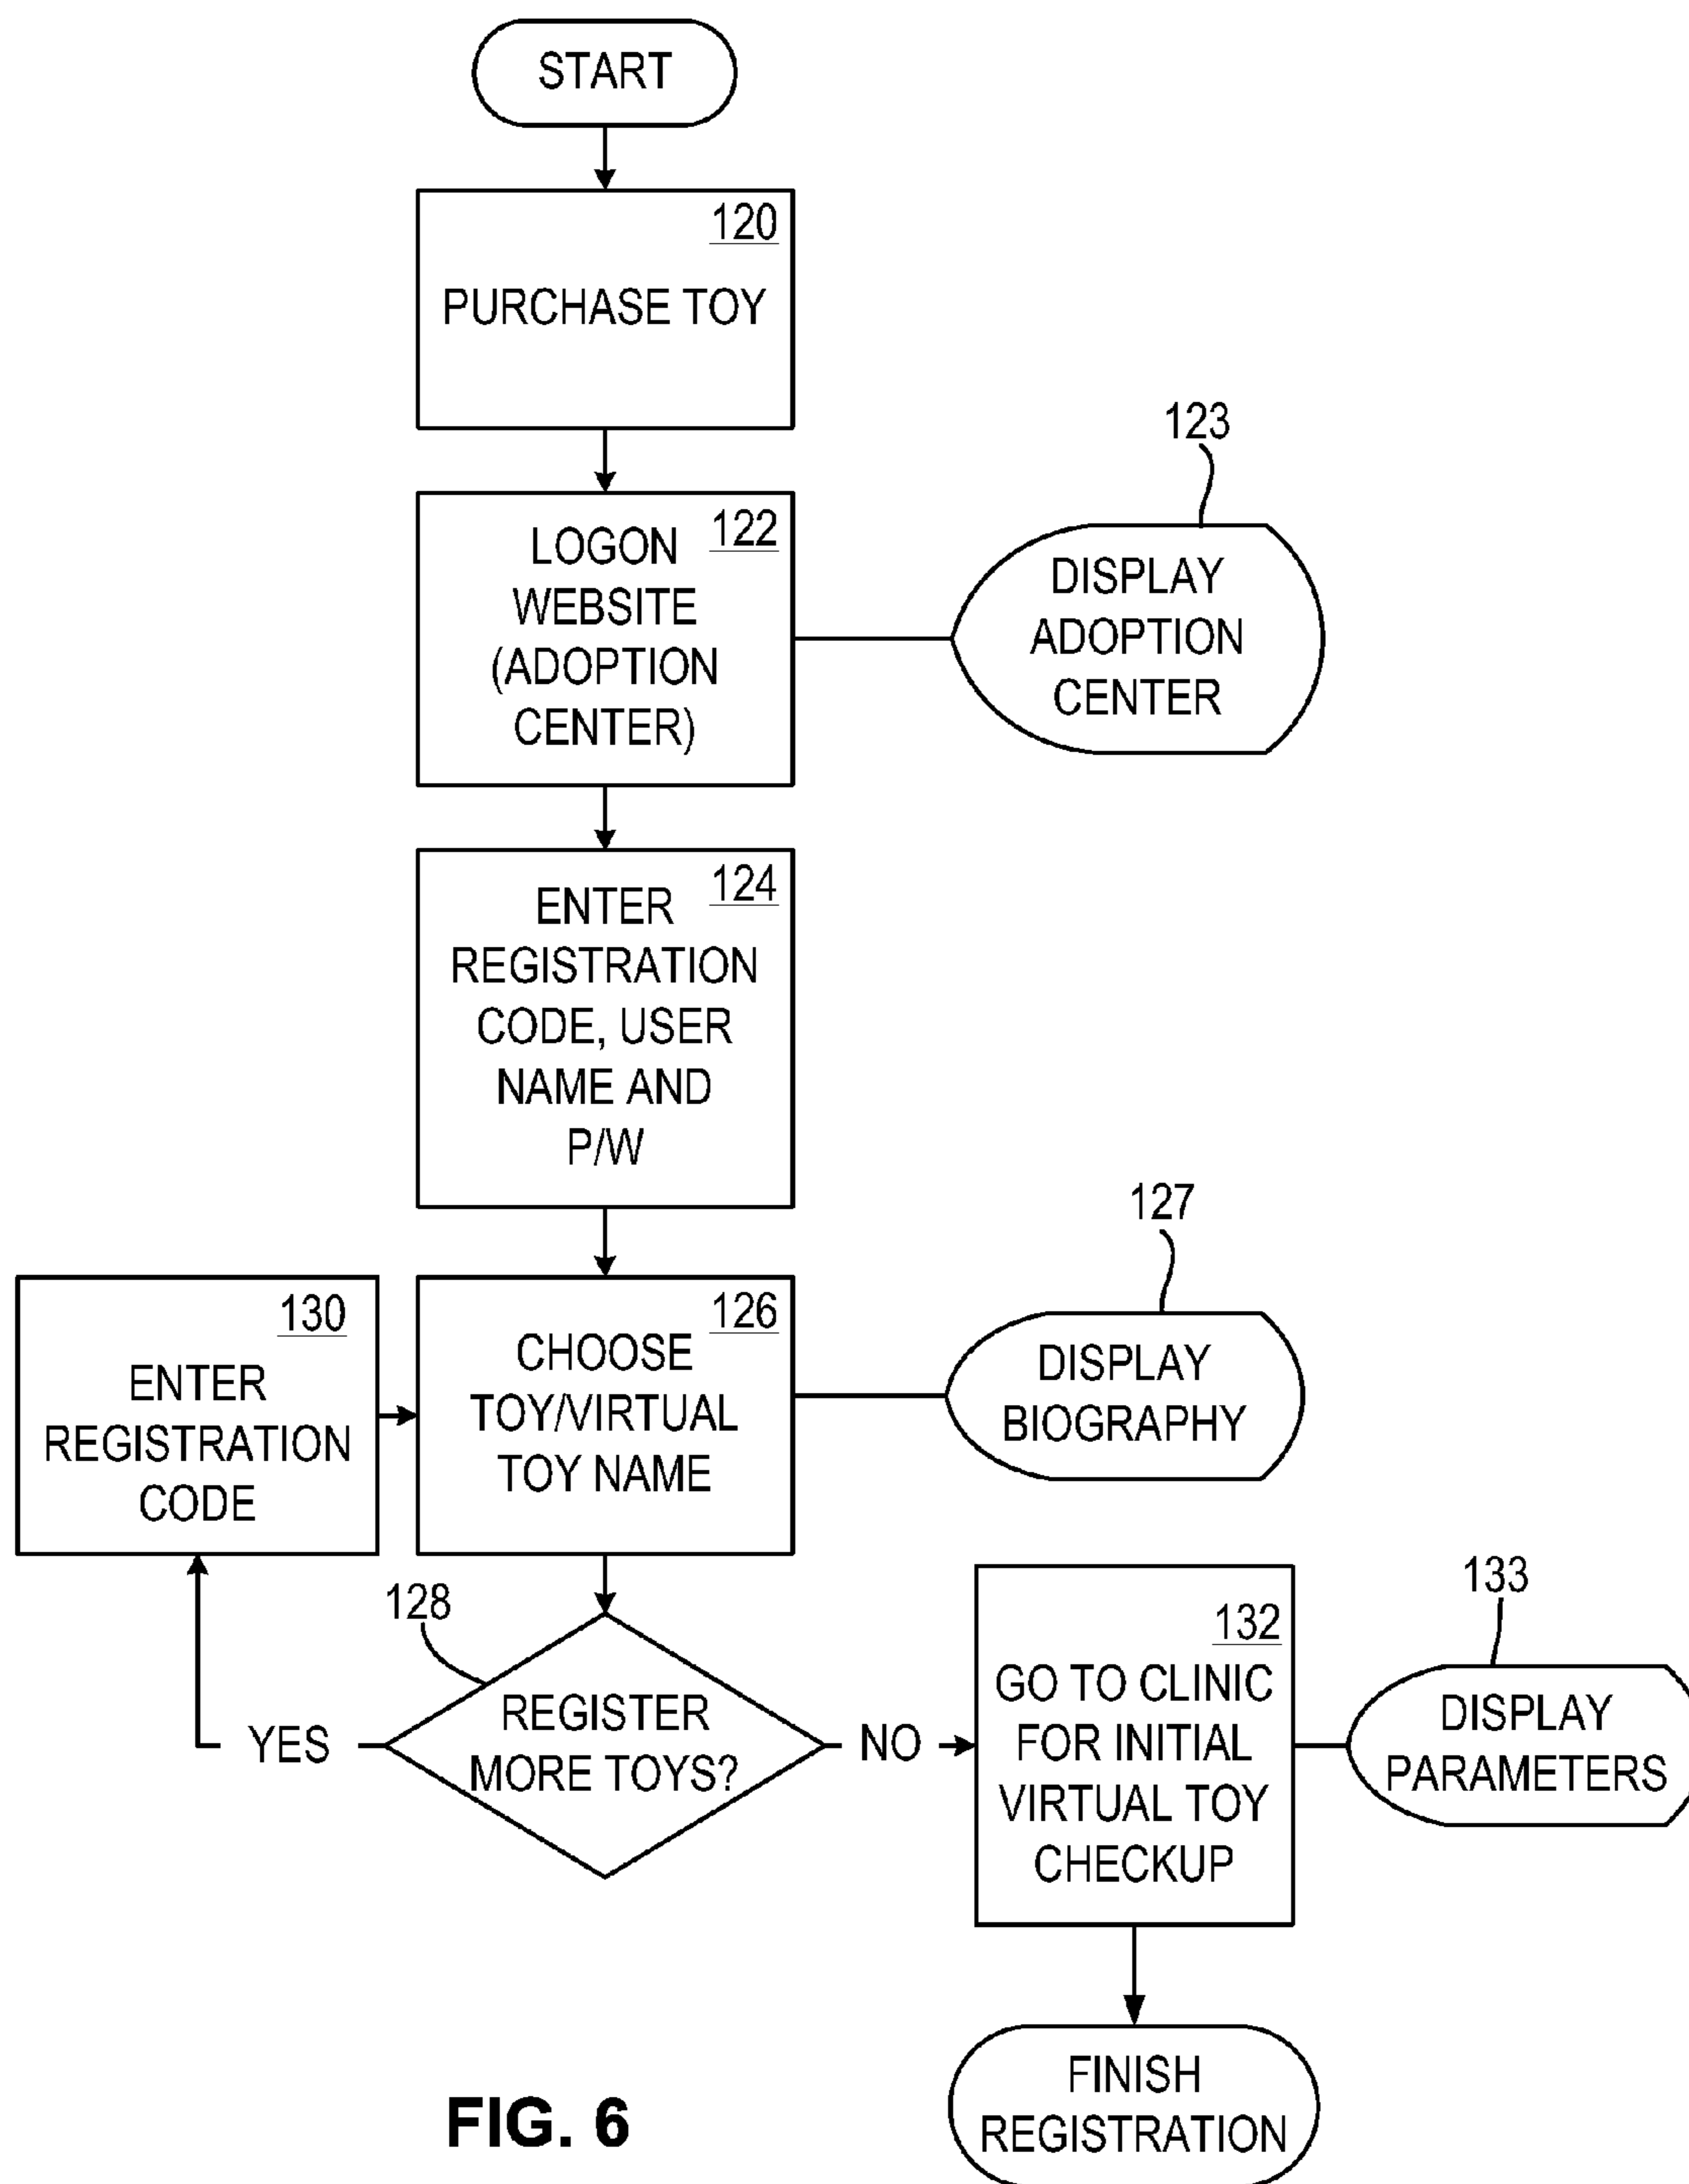 START
120
PURCHASE TOY
123
122
LOGON
WEBSITE
(ADOPTION
CENTER)
DISPLAY
ADOPTION
CENTER
124
ENTER
REGISTRATION
CODE, USER
NAME AND
P/W
127
130
ENTER
REGISTRATION
CODE
126
CHOOSE
TOY/VIRTUAL
TOY NAME
DISPLAY
BIOGRAPHY
128
REGISTER
MORE TOYS?
YES
NO
132
GO TO CLINIC
FOR INITIAL
VIRTUAL TOY
CHECKUP
133
DISPLAY
PARAMETERS
FINISH
REGISTRATION
FIG. 6